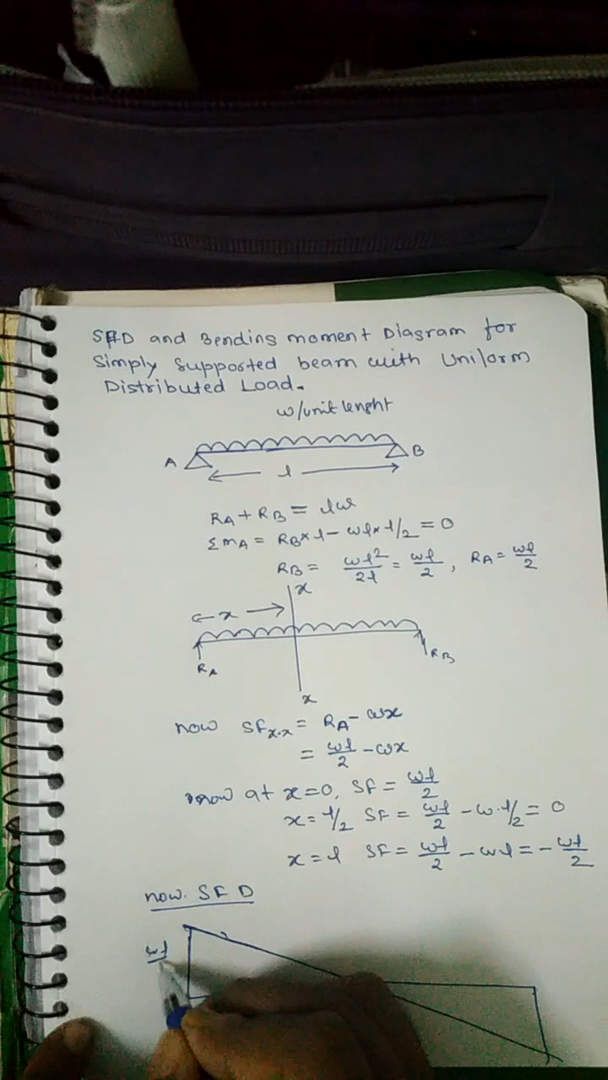 SFD and Bending moment Diagram for
Simply Supported beam with Uniform
Distributed Load.
w/unit lenght
A B
l
RA + RB = lw
ΣmA = RB×l - wl×l/2 = 0
RB = wl²/2l = wl/2, RA = wl/2
x
x
RA RB
x
now SFx-x = RA - wx
= wl/2 - wx
now at x=0, SF = wl/2
x = l/2 SF = wl/2 - w·l/2 = 0
x = l SF = wl/2 - wl = -wl/2
now. SFD
wl